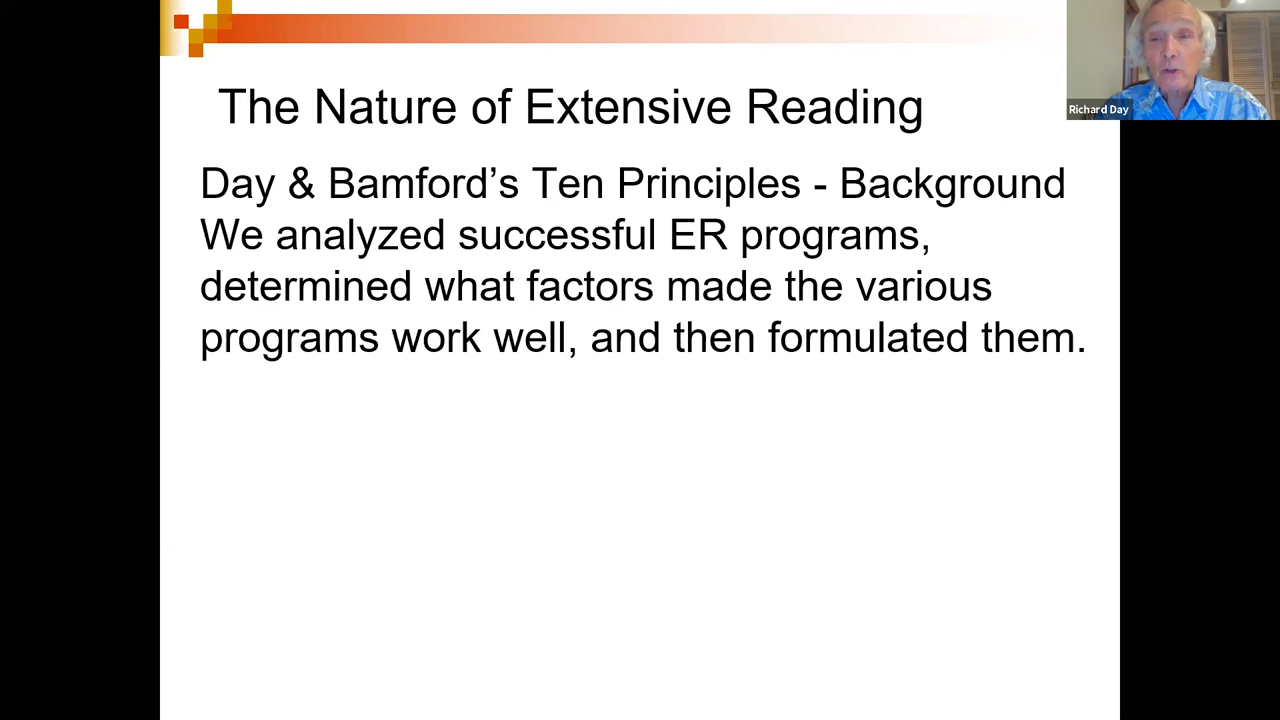 The Nature of Extensive Reading
Day & Bamford’s Ten Principles - Background
We analyzed successful ER programs,
determined what factors made the various
programs work well, and then formulated them.
Richard Day